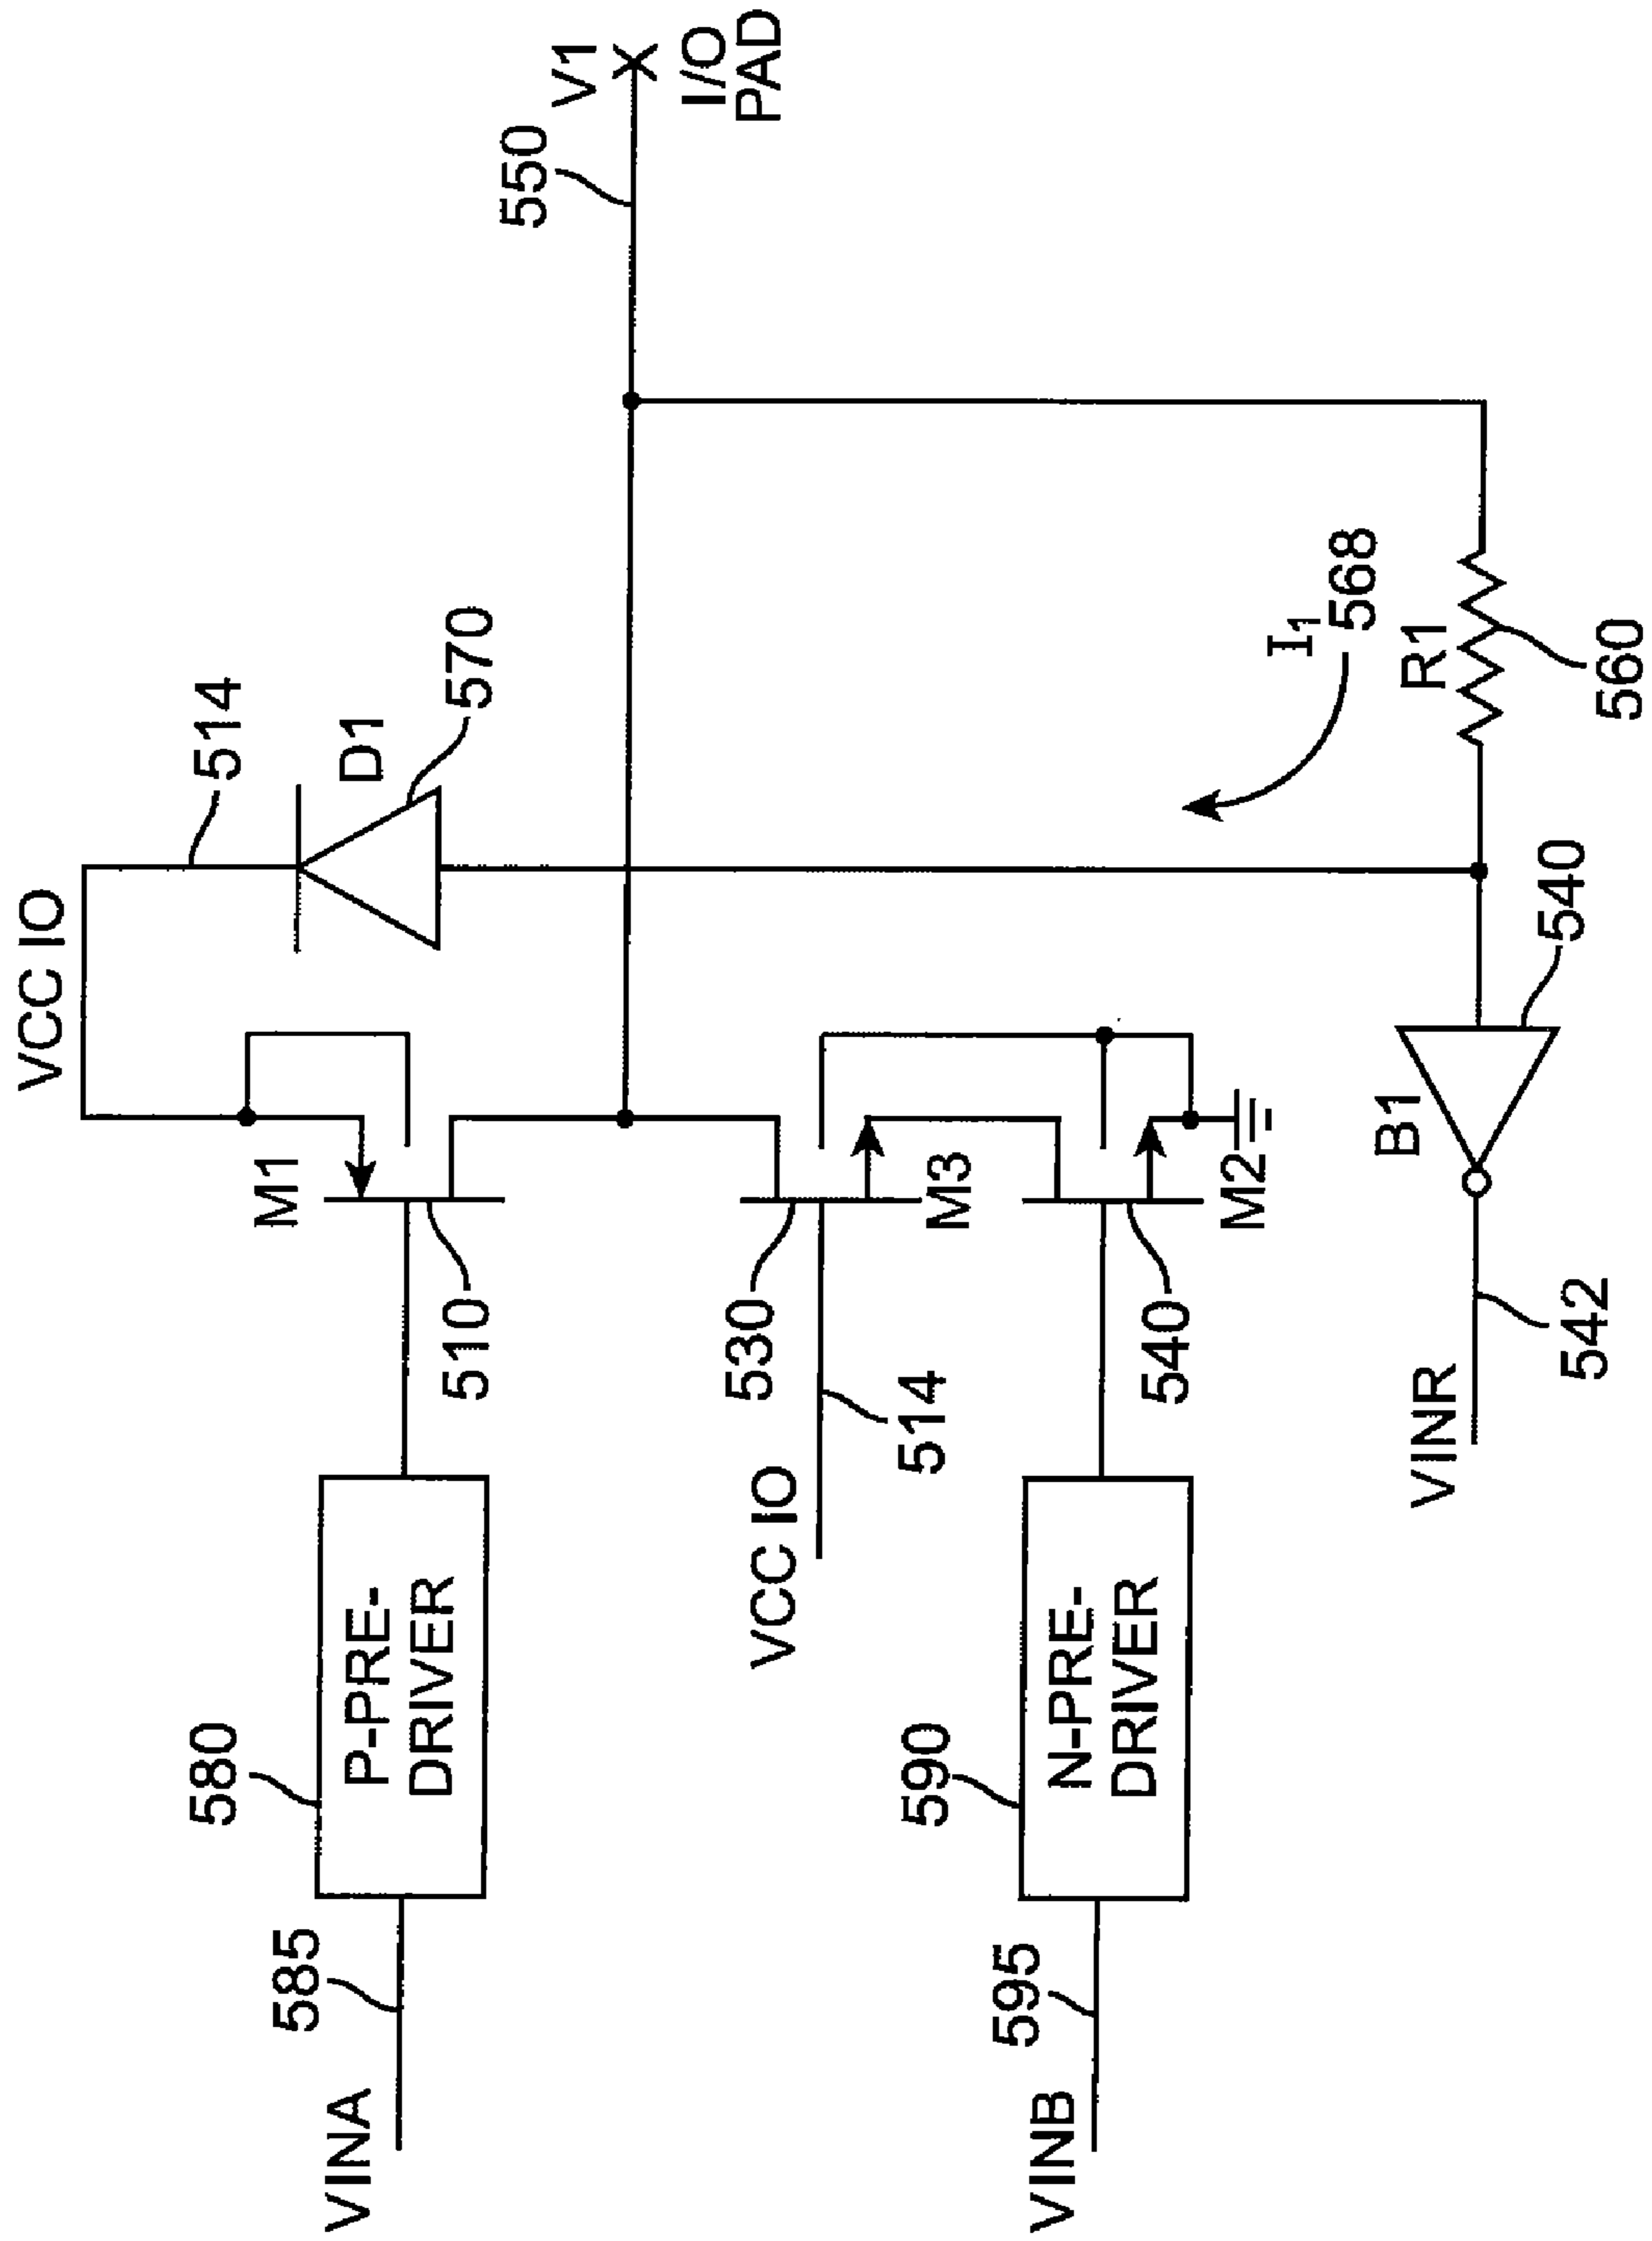 VCC IO
514
D1
570
M1
510
P-PRE-
DRIVER
580
585
VINA
550
V1
I/O
PAD
530
M3
VCC IO
514
N-PRE-
DRIVER
590
595
VINB
540
M2
I1
568
R1
560
B1
540
VINR
542